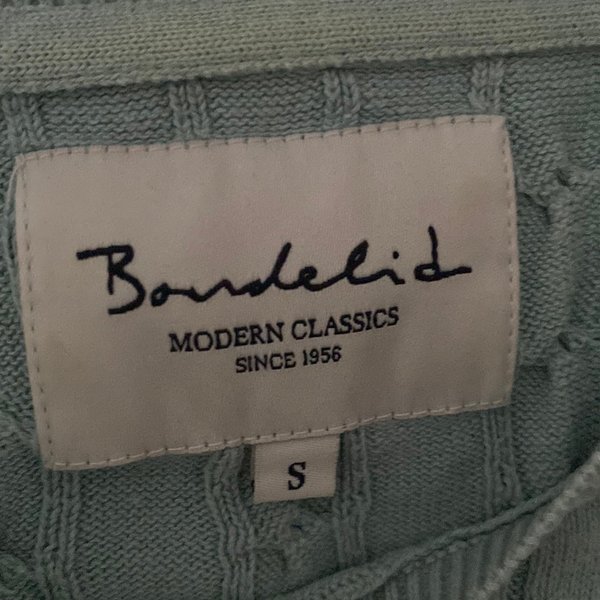 Bondelid
MODERN CLASSICS
SINCE 1956
S